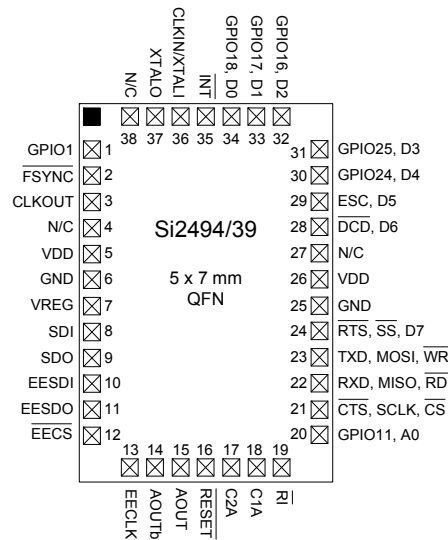 N/C
XTALO
CLKIN/XTALI
INT
GPIO18, D0
GPIO17, D1
GPIO16, D2
38
37
36
35
34
33
32
GPIO1 1
FSYNC 2
CLKOUT 3
N/C 4
VDD 5
GND 6
VREG 7
SDI 8
SDO 9
EESDI 10
EESDO 11
EECS 12
Si2494/39
5 x 7 mm
QFN
31 GPIO25, D3
30 GPIO24, D4
29 ESC, D5
28 DCD, D6
27 N/C
26 VDD
25 GND
24 RTS, SS, D7
23 TXD, MOSI, WR
22 RXD, MISO, RD
21 CTS, SCLK, CS
20 GPIO11, A0
13
14
15
16
17
18
19
EECLK
AOUTb
AOUT
RESET
C2A
C1A
RI